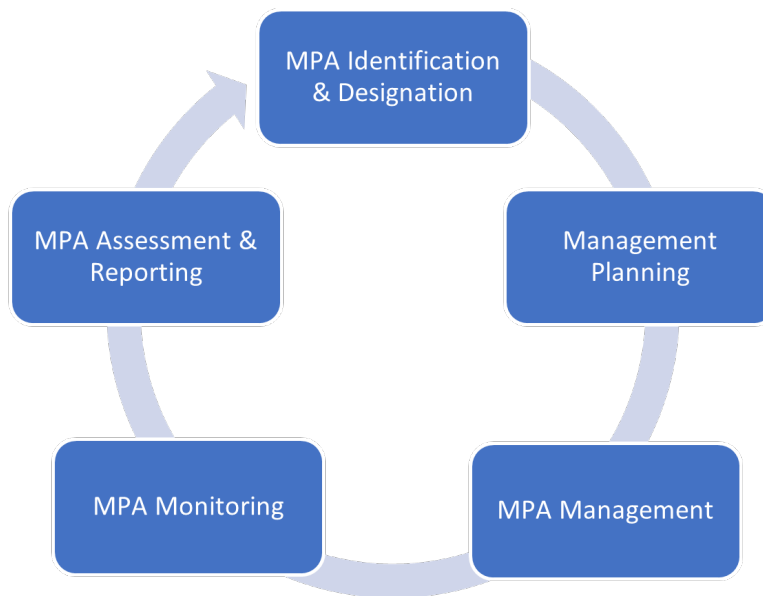 MPA Identification
& Designation
Management
Planning
MPA Management
MPA Monitoring
MPA Assessment &
Reporting